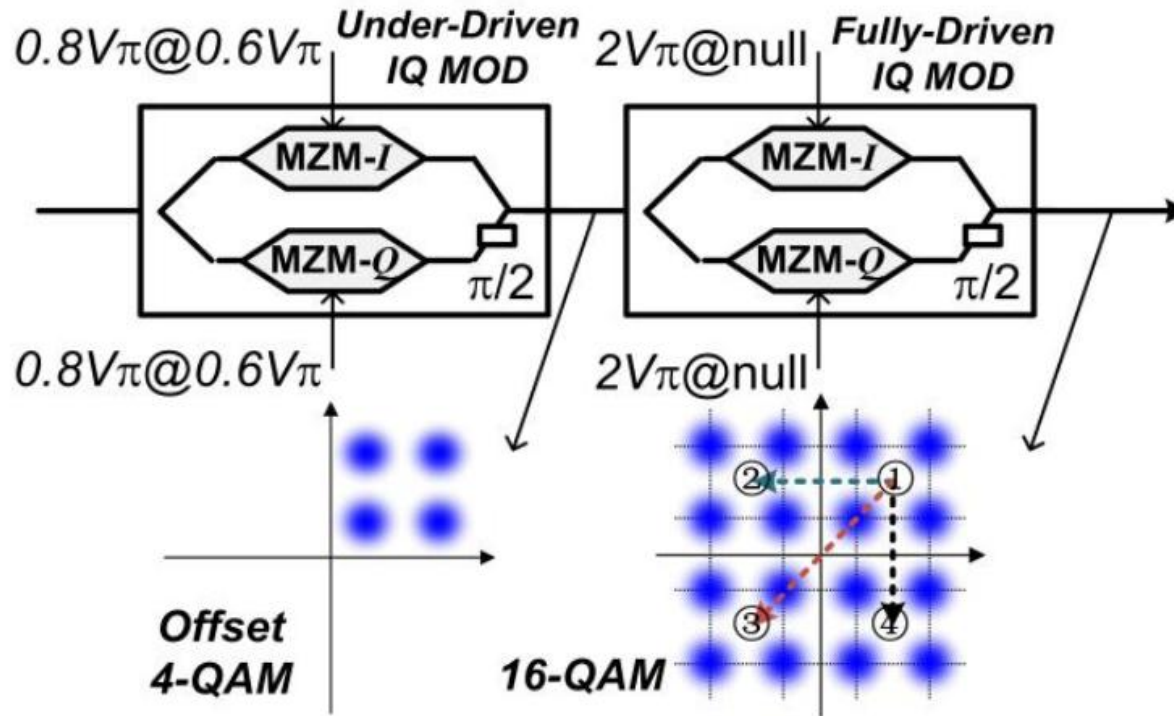 0.8Vπ@0.6Vπ
Under-Driven
IQ MOD
2Vπ@null
Fully-Driven
IQ MOD
MZM-I
MZM-Q
π/2
MZM-I
MZM-Q
π/2
0.8Vπ@0.6Vπ
2Vπ@null
②
①
③
④
Offset
4-QAM
16-QAM